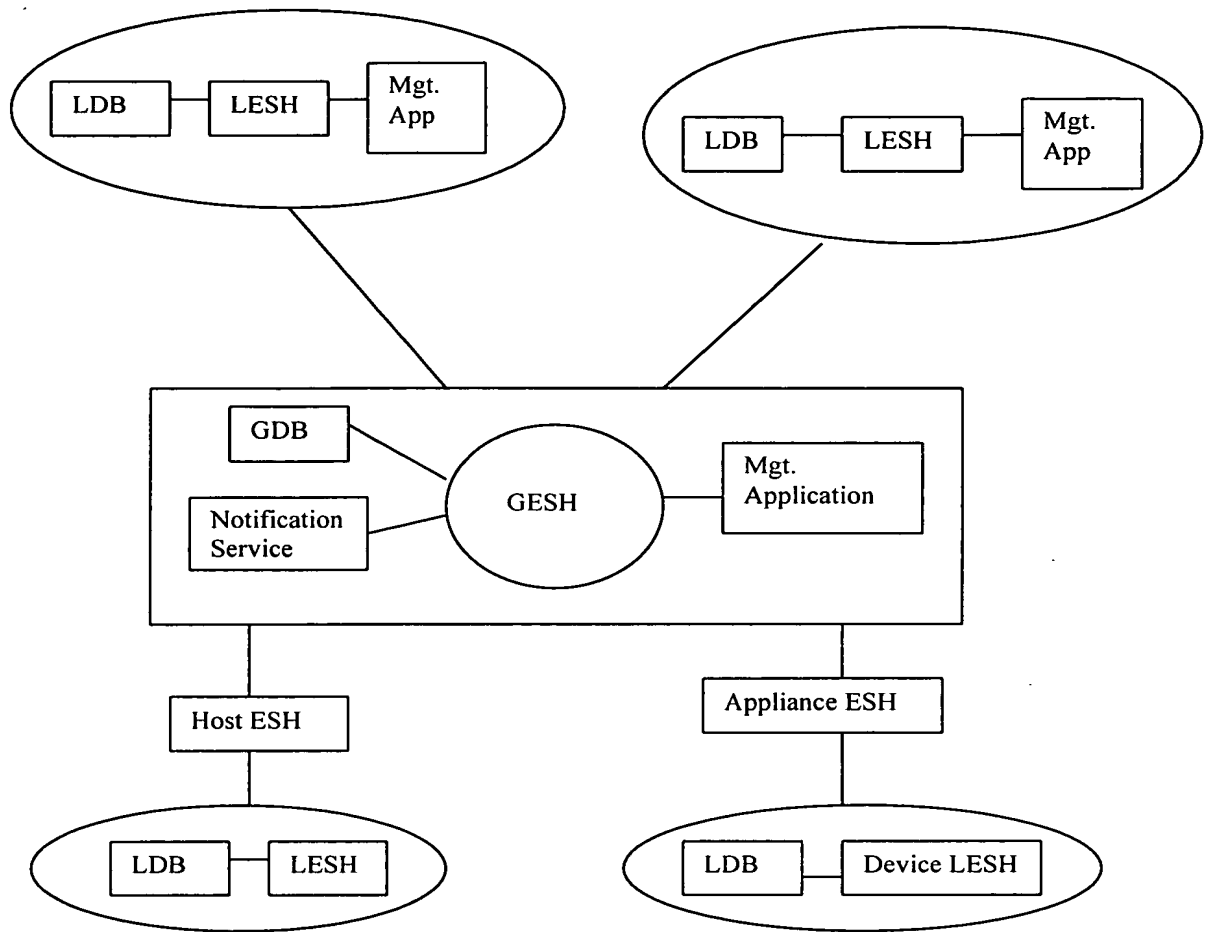 LDB
LESH
Mgt.
App
LDB
LESH
Mgt.
App
GDB
Notification
Service
GESH
Mgt.
Application
Host ESH
Appliance ESH
LDB
LESH
LDB
Device LESH